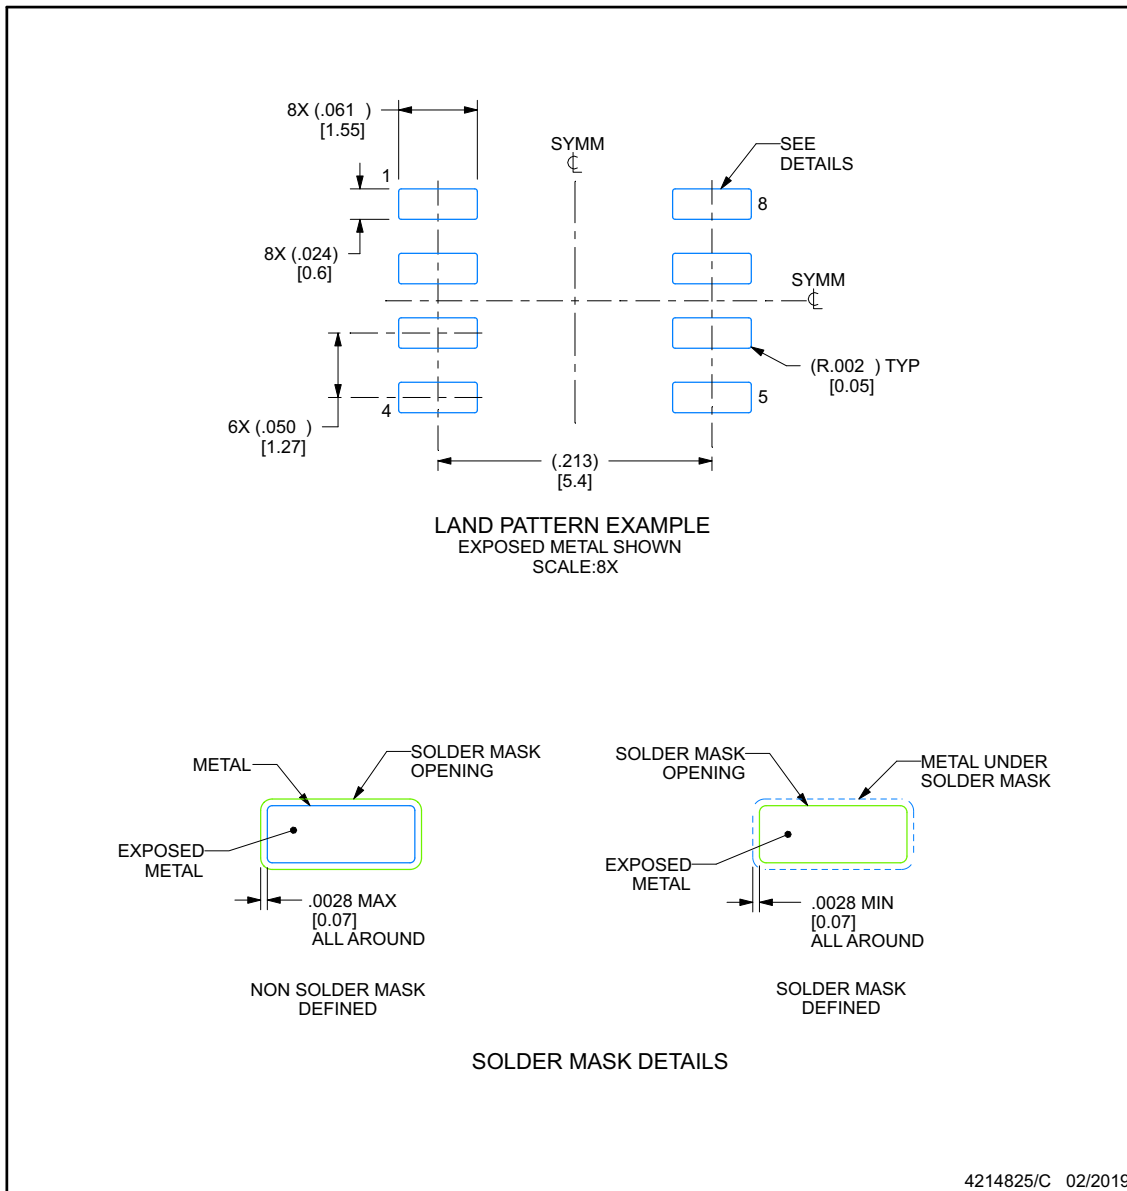 8X (.061 )
[1.55]
SYMM
SEE
DETAILS
1
8
8X (.024)
[0.6]
SYMM
(R.002 ) TYP
[0.05]
4
5
6X (.050 )
[1.27]
(.213)
[5.4]
LAND PATTERN EXAMPLE
EXPOSED METAL SHOWN
SCALE:8X
METAL
SOLDER MASK
OPENING
EXPOSED
METAL
.0028 MAX
[0.07]
ALL AROUND
NON SOLDER MASK
DEFINED
SOLDER MASK
OPENING
METAL UNDER
SOLDER MASK
EXPOSED
METAL
.0028 MIN
[0.07]
ALL AROUND
SOLDER MASK
DEFINED
SOLDER MASK DETAILS
4214825/C 02/2019